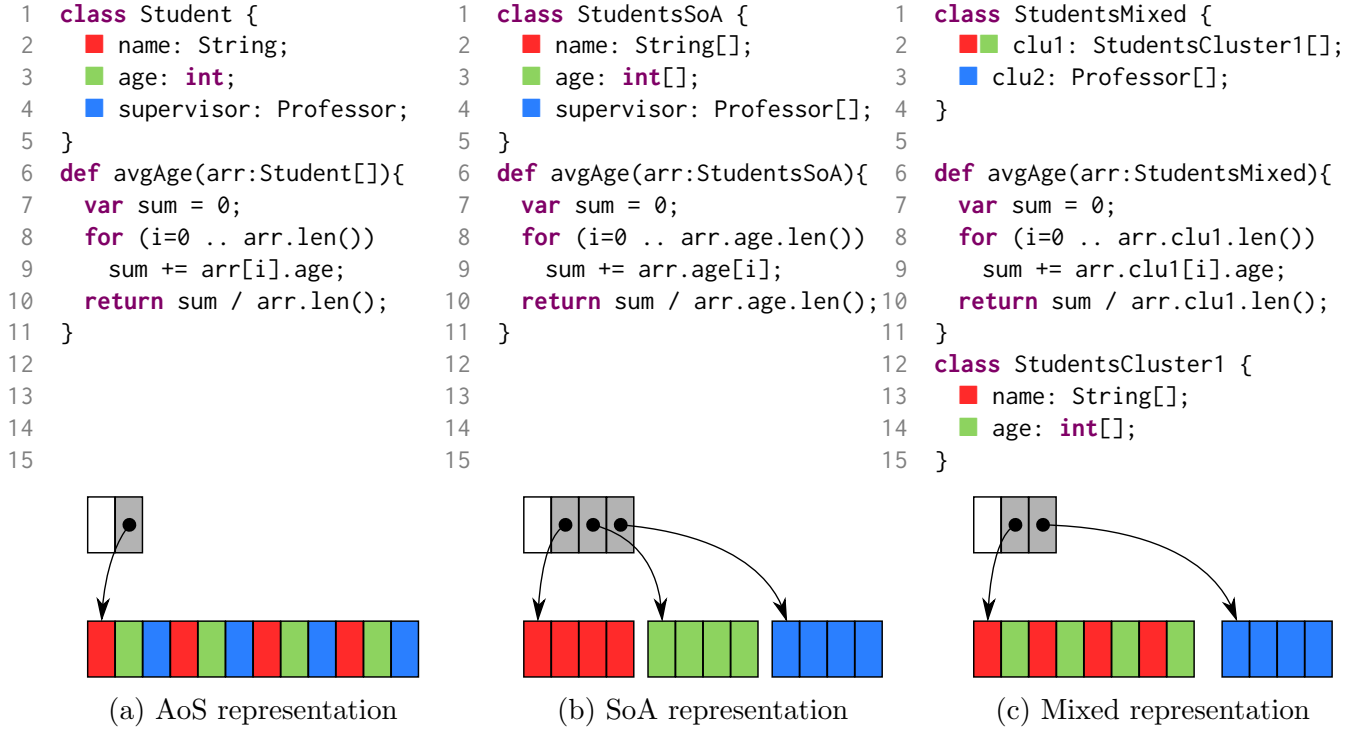 1 class Student {
2 name: String;
3 age: int;
4 supervisor: Professor;
5 }
6 def avgAge(arr:Student[]){
7 var sum = 0;
8 for (i=0 .. arr.len())
9 sum += arr[i].age;
10 return sum / arr.len();
11 }
12
13
14
15
(a) AoS representation
1 class StudentsSoA {
2 name: String[];
3 age: int[];
4 supervisor: Professor[];
5 }
6 def avgAge(arr:StudentsSoA){
7 var sum = 0;
8 for (i=0 .. arr.age.len())
9 sum += arr.age[i];
10 return sum / arr.age.len();
11 }
12
13
14
15
(b) SoA representation
1 class StudentsMixed {
2 clu1: StudentsCluster1[];
3 clu2: Professor[];
4 }
5
6 def avgAge(arr:StudentsMixed){
7 var sum = 0;
8 for (i=0 .. arr.clu1.len())
9 sum += arr.clu1[i].age;
10 return sum / arr.clu1.len();
11 }
12 class StudentsCluster1 {
13 name: String[];
14 age: int[];
15 }
(c) Mixed representation